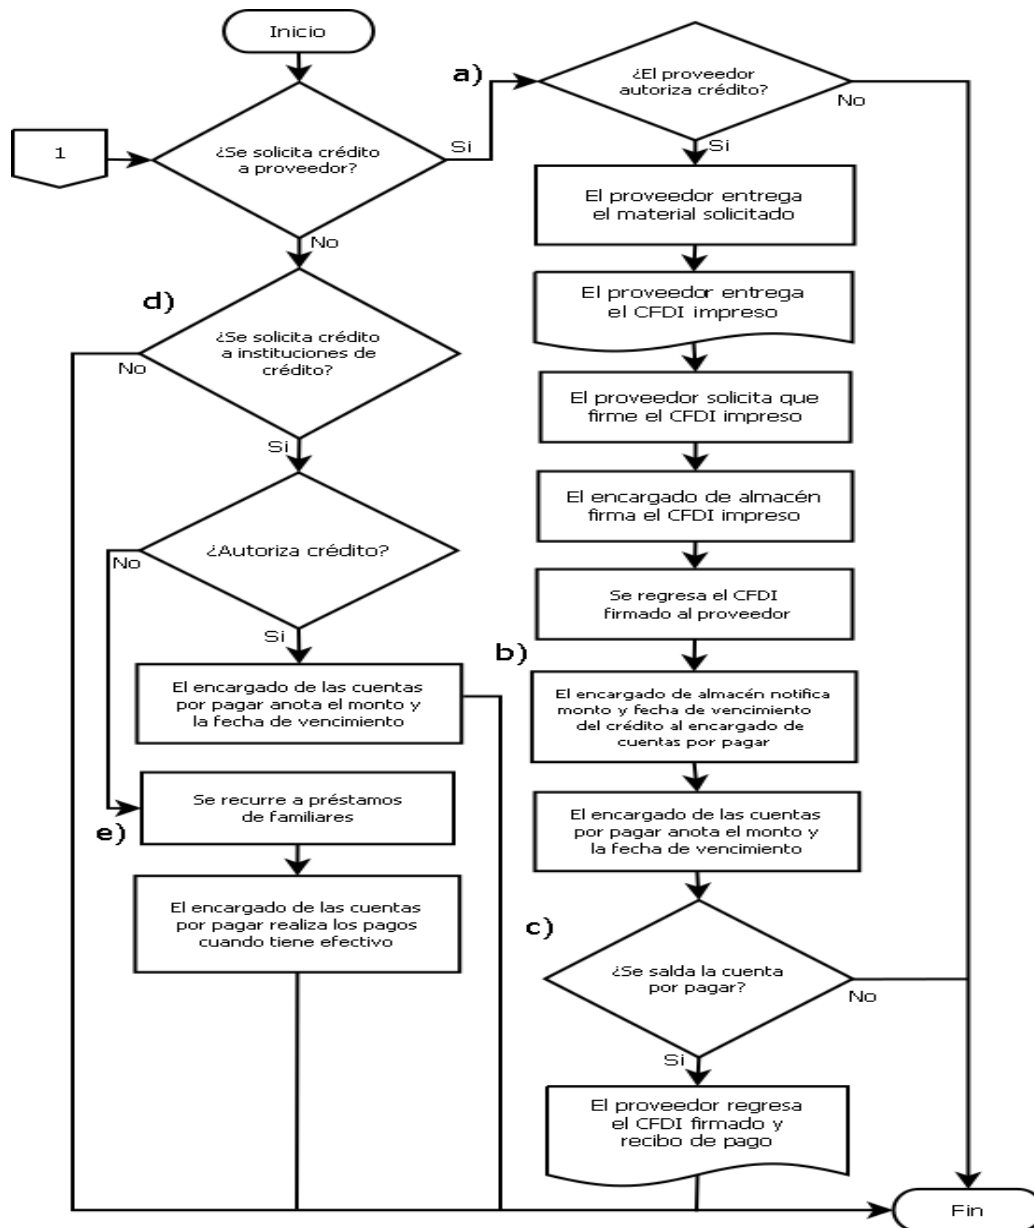 Inicio
1
¿Se solicita crédito
a proveedor?
Si
No
a)
¿El proveedor
autoriza crédito?
No
Si
El proveedor entrega
el material solicitado
El proveedor entrega
el CFDI impreso
El proveedor solicita que
firme el CFDI impreso
El encargado de almacén
firma el CFDI impreso
Se regresa el CFDI
firmado al proveedor
b)
El encargado de almacén notifica
monto y fecha de vencimiento
del crédito al encargado de
cuentas por pagar
El encargado de las cuentas
por pagar anota el monto y
la fecha de vencimiento
c)
¿Se salda la cuenta
por pagar?
No
Si
El proveedor regresa
el CFDI firmado y
recibo de pago
d)
¿Se solicita crédito
a instituciones de
crédito?
No
Si
¿Autoriza crédito?
No
Si
El encargado de las cuentas
por pagar anota el monto y
la fecha de vencimiento
e)
Se recurre a préstamos
de familiares
El encargado de las cuentas
por pagar realiza los pagos
cuando tiene efectivo
Fin